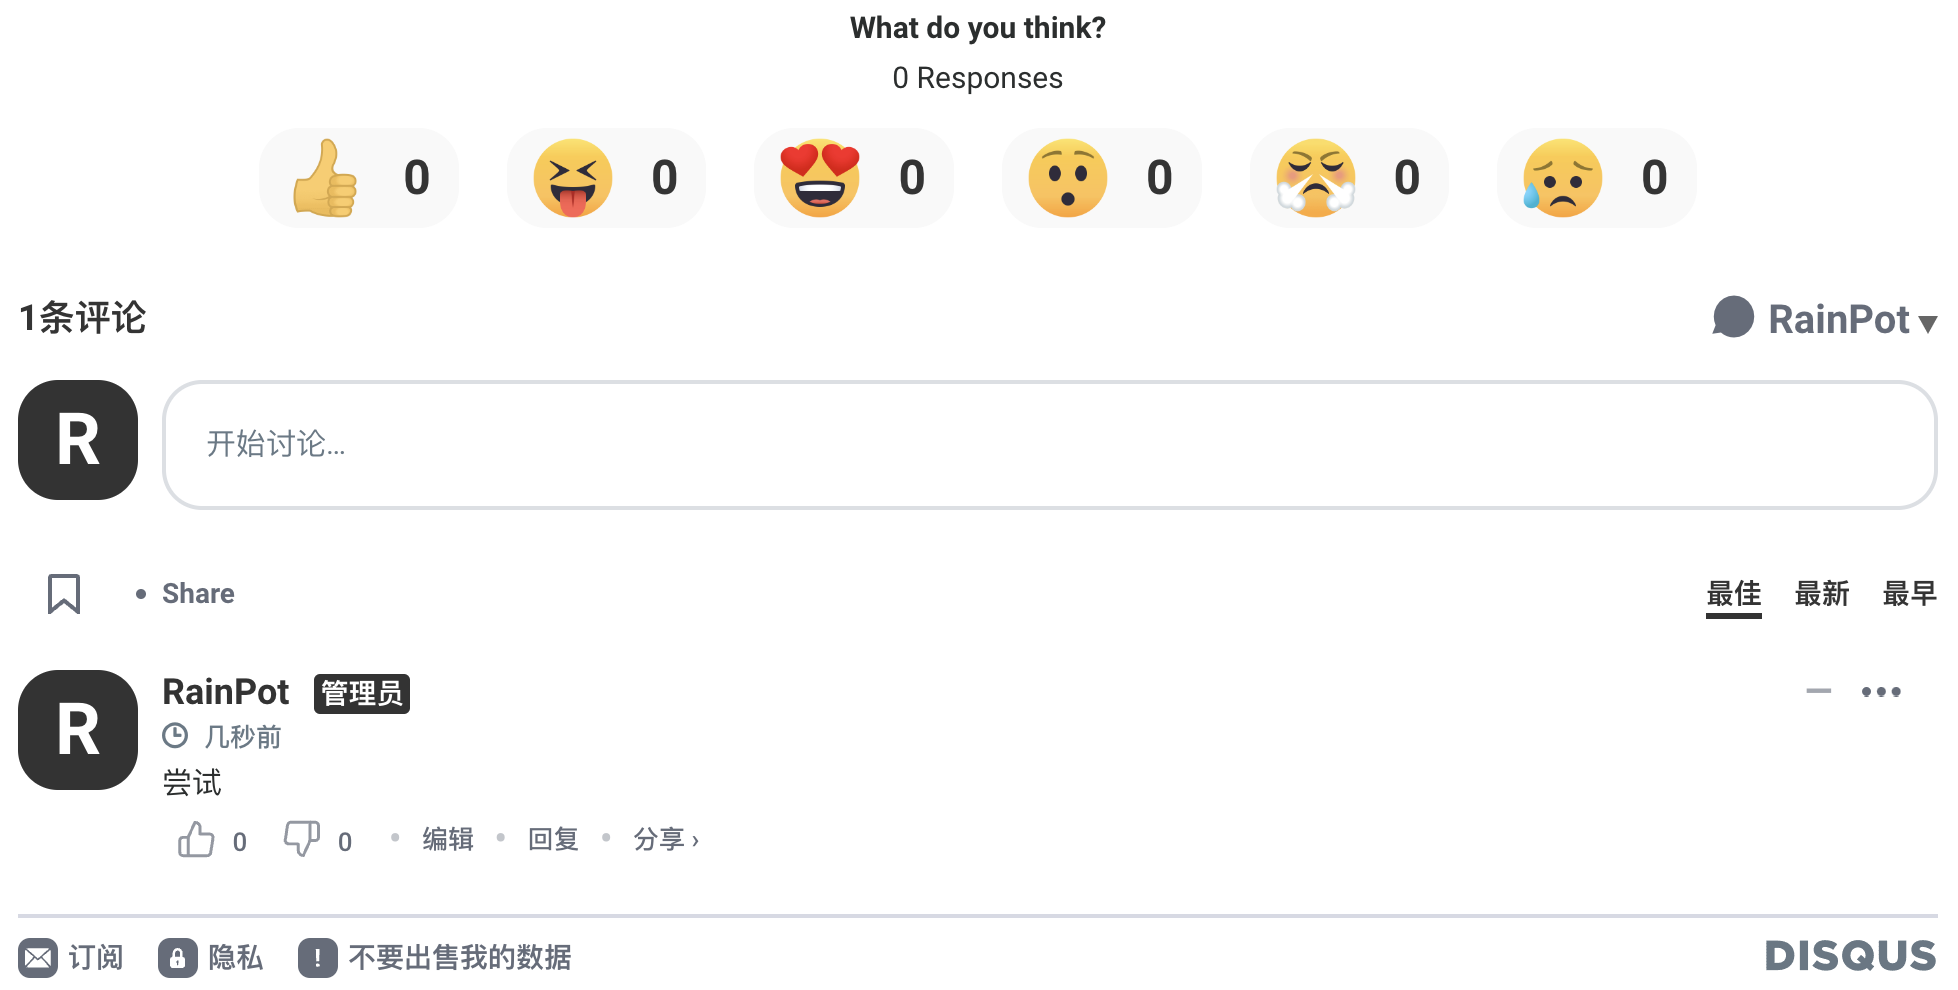 What do you think?
0 Responses
0 0 0 0 0 0
1条评论 RainPot
R 开始讨论...
Share 最佳 最新 最早
R RainPot 管理员
几秒前
尝试
0 0 • 编辑 • 回复 • 分享 ›
订阅 隐私 不要出售我的数据 DISQUS